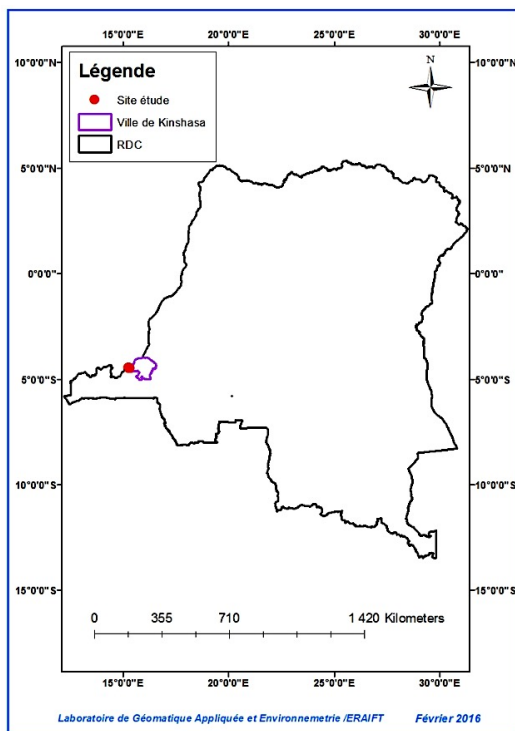 15°0'0"E 20°0'0"E 25°0'0"E 30°0'0"E
10°0'0"N 10°0'0"N
Légende
Site étude
Ville de Kinshasa
RDC
N
5°0'0"N 5°0'0"N
0°0'0" 0°0'0"
5°0'0"S 5°0'0"S
10°0'0"S 10°0'0"S
15°0'0"S 15°0'0"S
0 355 710 1 420 Kilometers
15°0'0"E 20°0'0"E 25°0'0"E 30°0'0"E
Laboratoire de Géomatique Appliquée et Environnemetrie /ERAIFT Février 2016